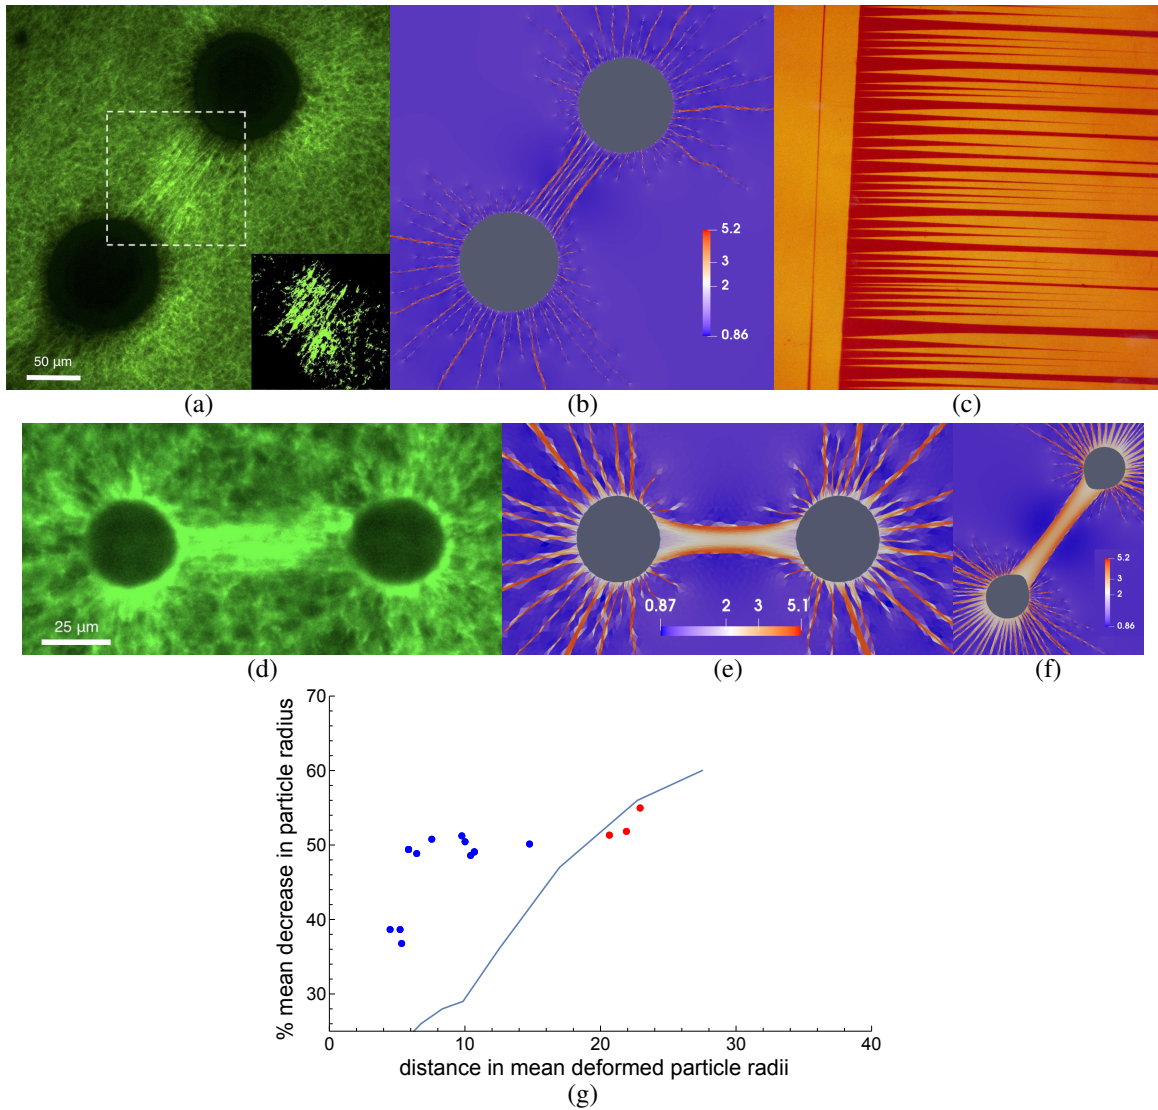 50 μm
5.2
3
2
0.86
(a)
(b)
(c)
25 μm
0.87 2 3 5.1
5.2
3
2
0.86
(d)
(e)
(f)
% mean decrease in particle radius
70
60
50
40
30
0 10 20 30 40
distance in mean deformed particle radii
(g)